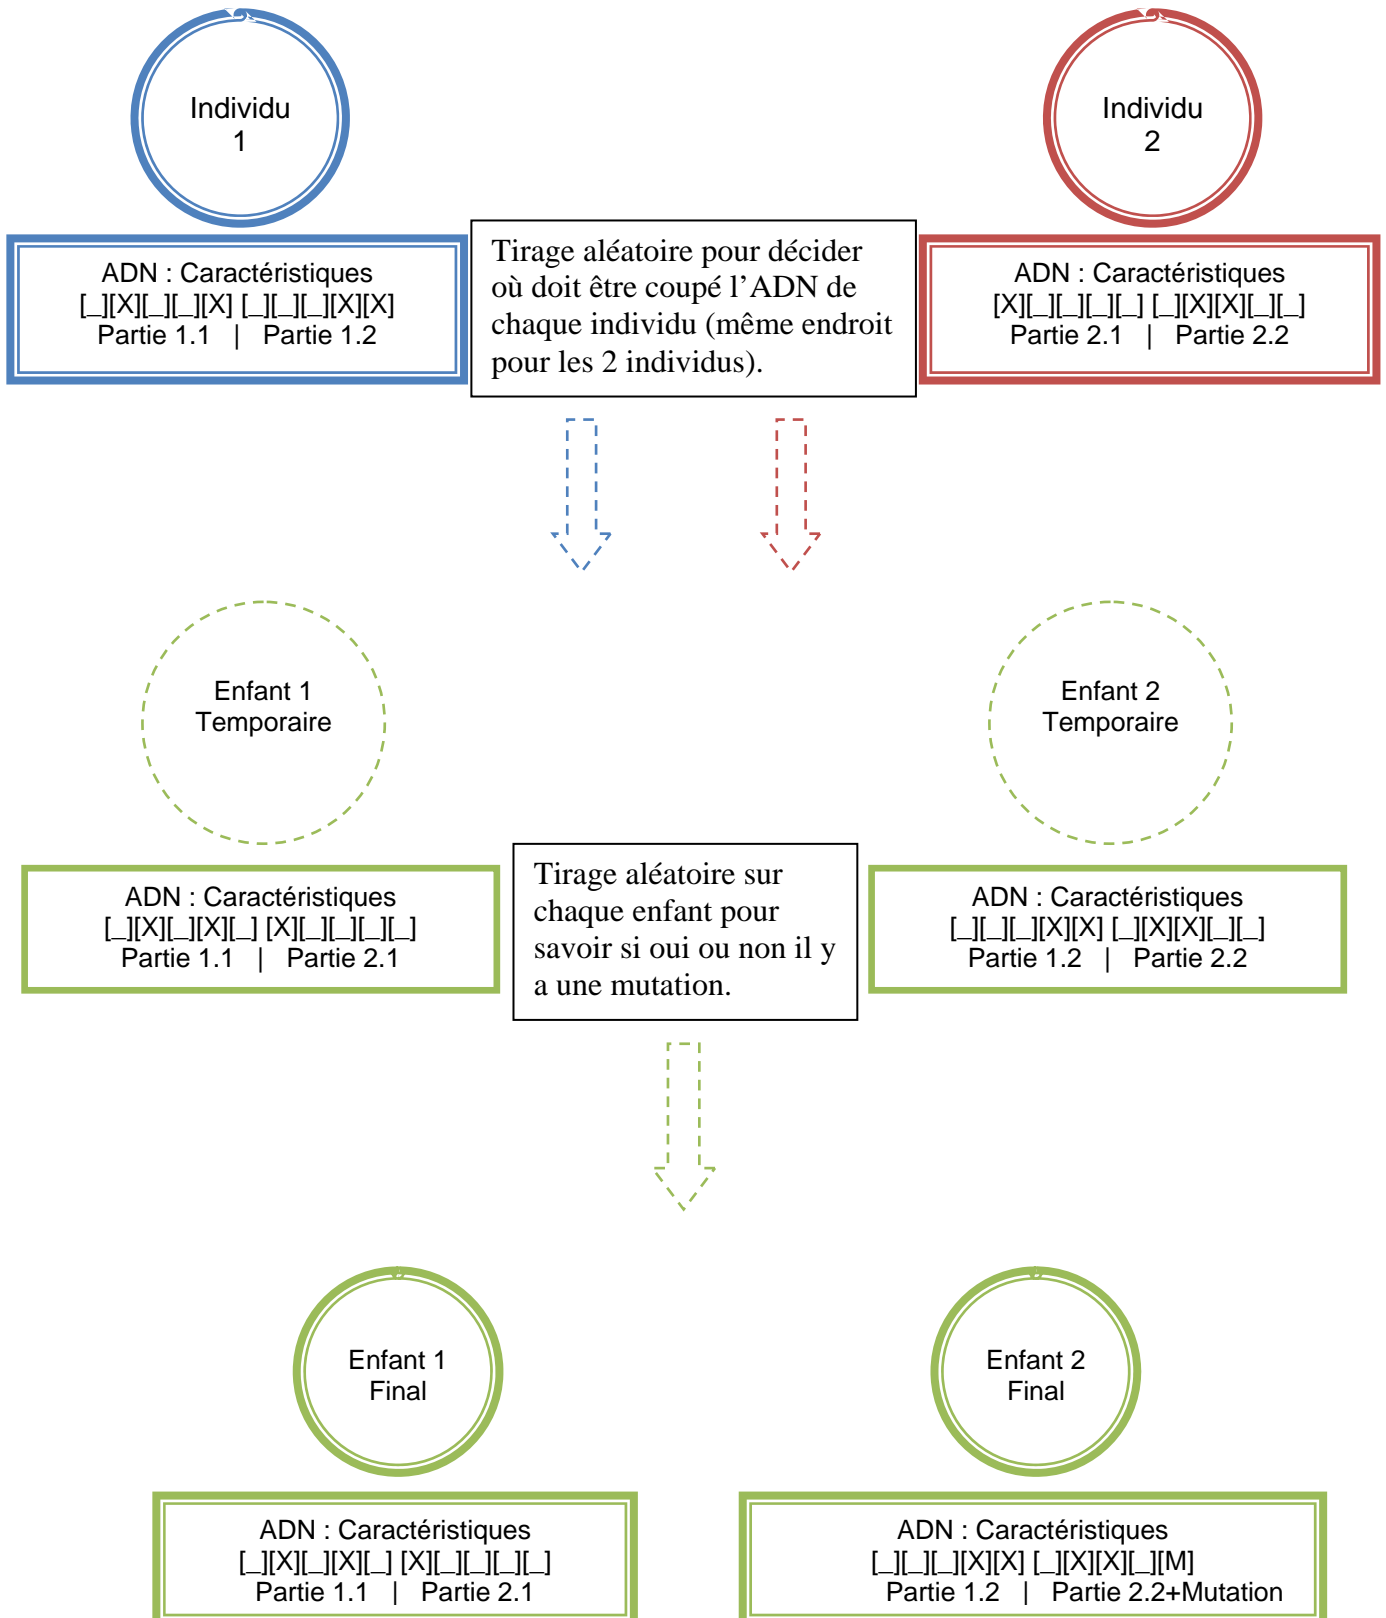 Individu
1
Individu
2
ADN : Caractéristiques
[_][X][_][_][X] [_][_][_][X][X]
Partie 1.1 | Partie 1.2
Tirage aléatoire pour décider
où doit être coupé l’ADN de
chaque individu (même endroit
pour les 2 individus).
ADN : Caractéristiques
[X][_][_][_][_] [_][X][X][_][_]
Partie 2.1 | Partie 2.2
Enfant 1
Temporaire
Enfant 2
Temporaire
ADN : Caractéristiques
[_][X][_][X][_] [X][_][_][_][_]
Partie 1.1 | Partie 2.1
Tirage aléatoire sur
chaque enfant pour
savoir si oui ou non il y
a une mutation.
ADN : Caractéristiques
[_][_][_][X][X] [_][X][X][_][_]
Partie 1.2 | Partie 2.2
Enfant 1
Final
Enfant 2
Final
ADN : Caractéristiques
[_][X][_][X][_] [X][_][_][_][_]
Partie 1.1 | Partie 2.1
ADN : Caractéristiques
[_][_][_][X][X] [_][X][X][_][M]
Partie 1.2 | Partie 2.2+Mutation